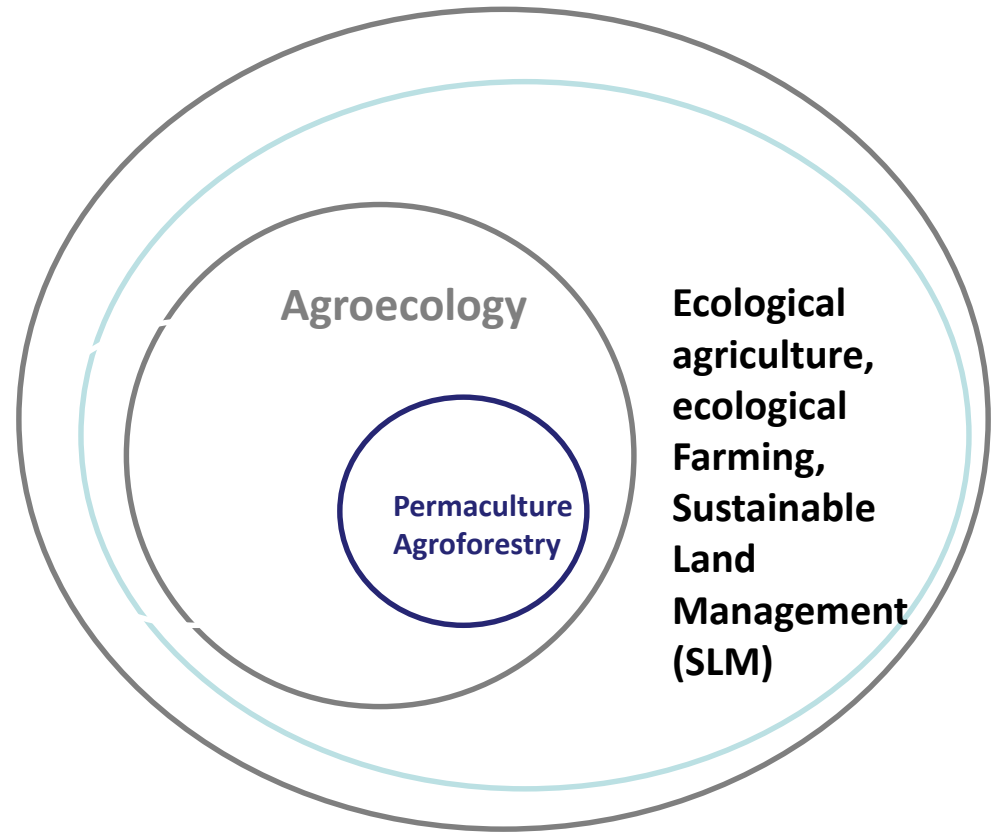 Agroecology
Ecological
agriculture,
ecological
Farming,
Sustainable
Land
Management
(SLM)
Permaculture
Agroforestry